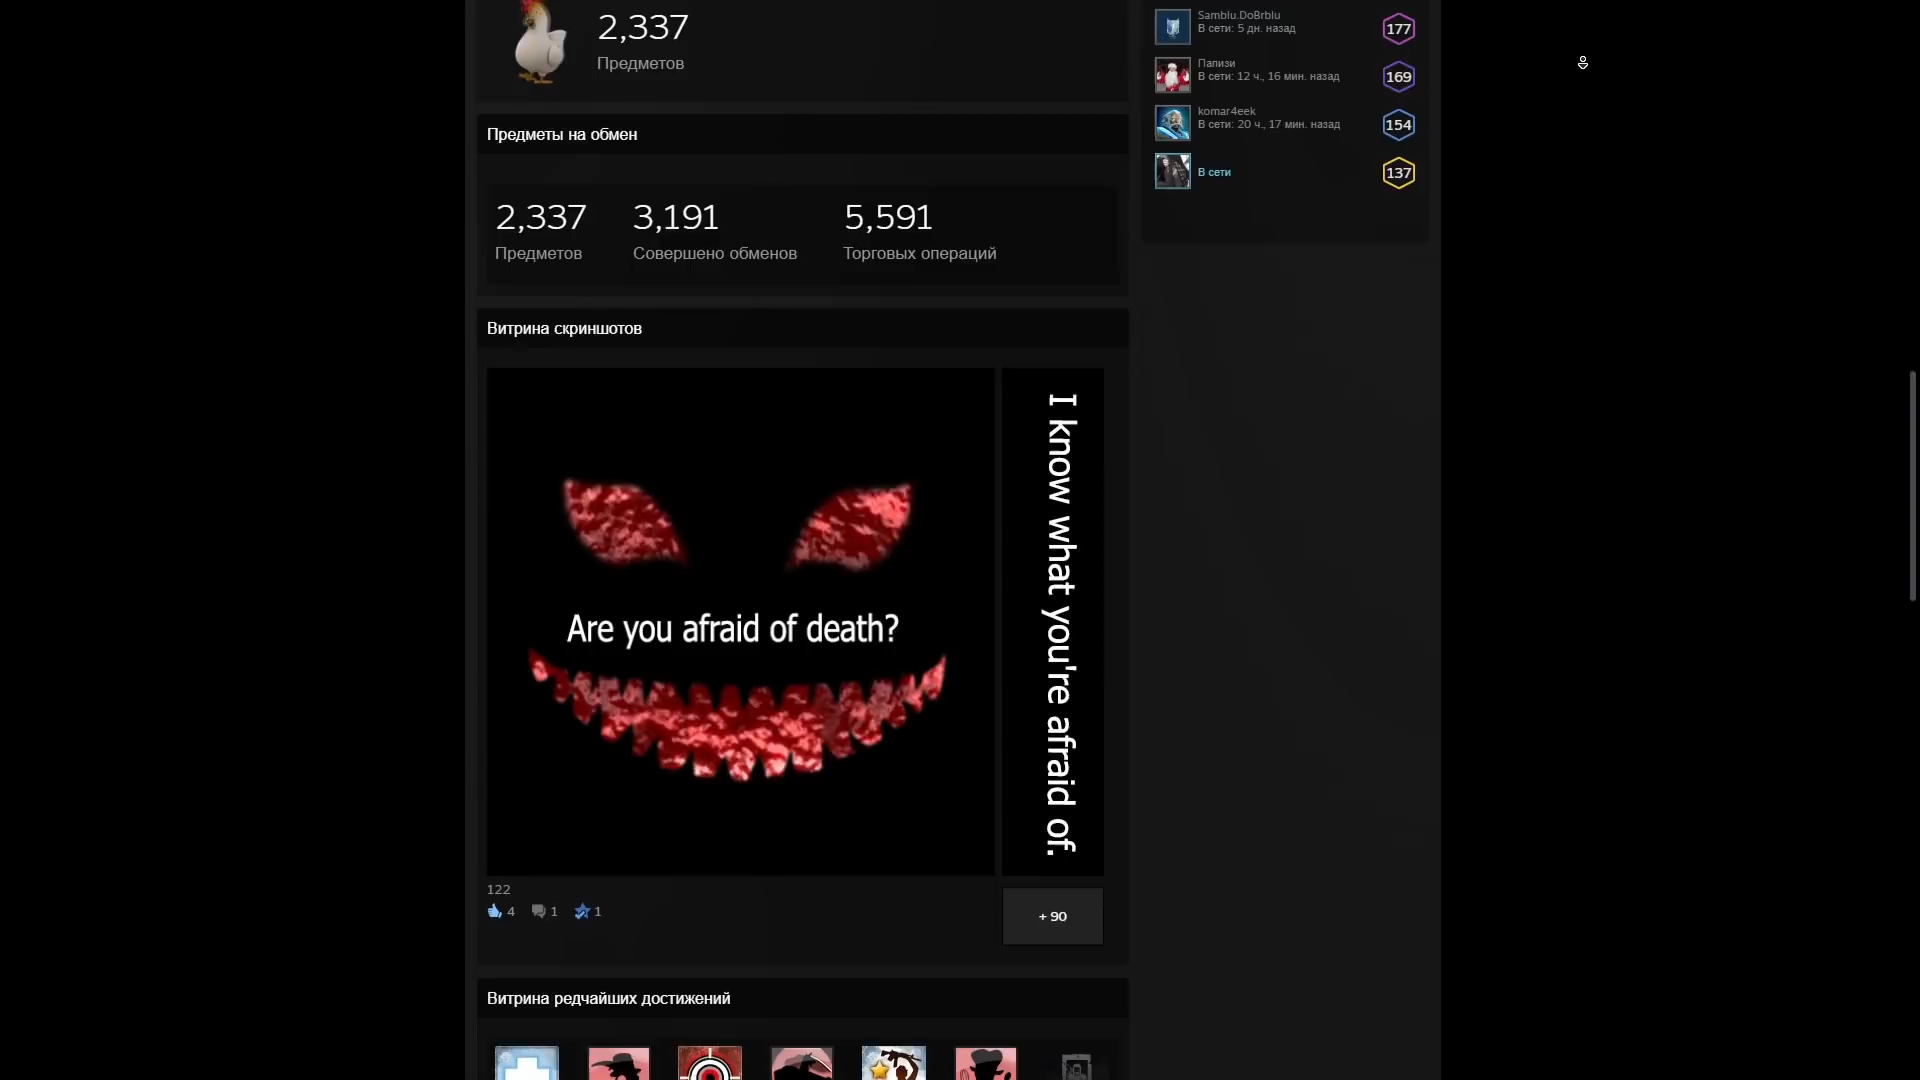 2,337
Предметов
Предметы на обмен
2,337
Предметов
3,191
Совершено обменов
5,591
Торговых операций
Витрина скриншотов
Are you afraid of death?
I know what you're afraid of.
122
4
1
1
+ 90
Витрина редчайших достижений
Samblu.DoBrblu
В сети: 5 дн. назад
177
Папизи
В сети: 12 ч., 16 мин. назад
169
komar4eek
В сети: 20 ч., 17 мин. назад
154
В сети
137